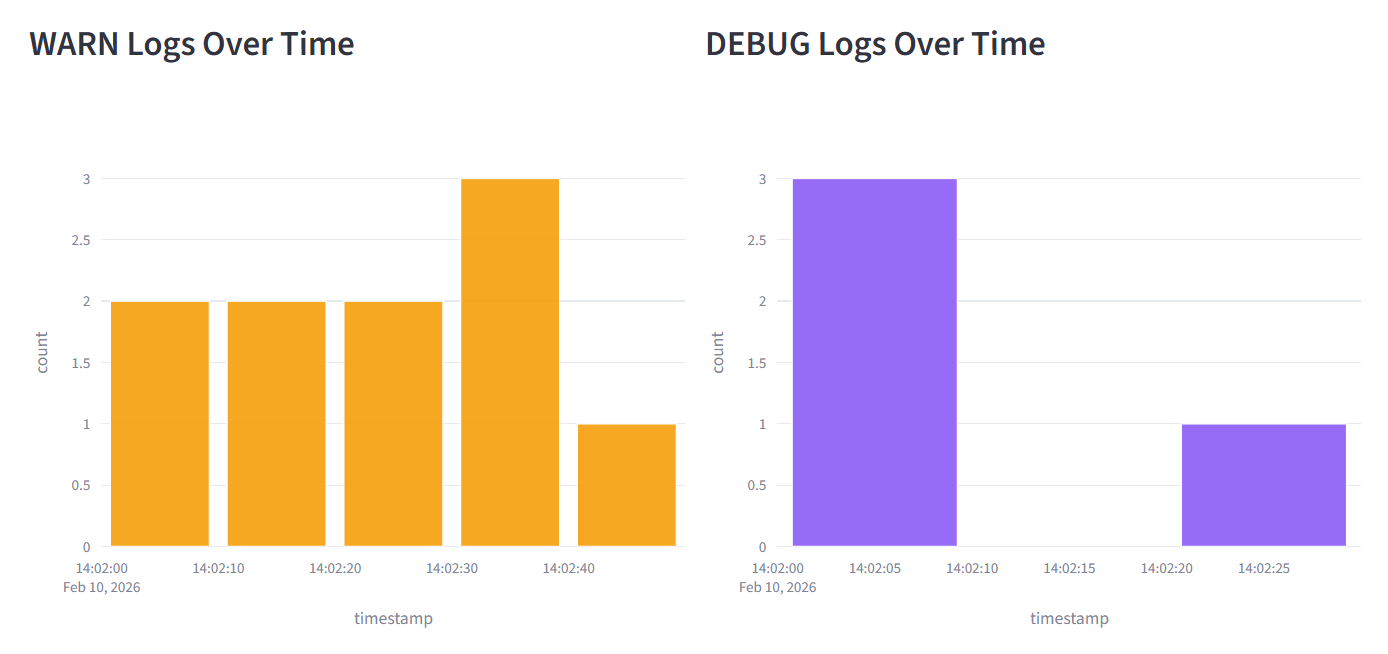 WARN Logs Over Time
3
2.5
2
1.5
1
0.5
0
count
14:02:00 14:02:10 14:02:20 14:02:30 14:02:40
Feb 10, 2026
timestamp
DEBUG Logs Over Time
3
2.5
2
1.5
1
0.5
0
count
14:02:00 14:02:05 14:02:10 14:02:15 14:02:20 14:02:25
Feb 10, 2026
timestamp